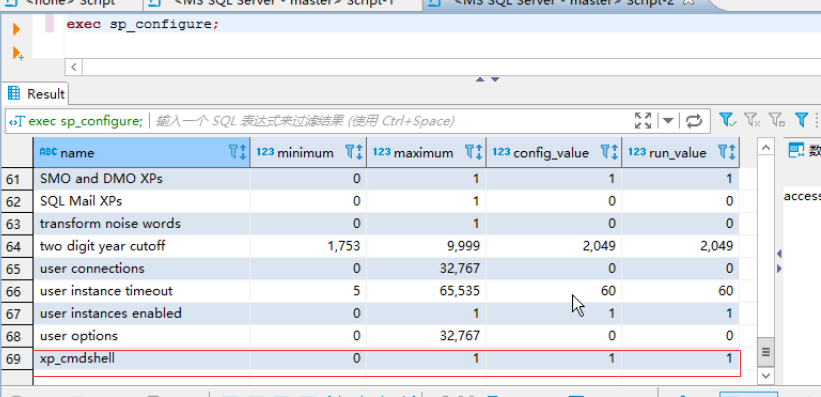 <none> Script <MS SQL Server - master> Script-1 <MS SQL Server - master> Script-2
exec sp_configure;
Result
exec sp_configure; 输入一个 SQL 表达式来过滤结果 (使用 Ctrl+Space)
ABC name 123 minimum 123 maximum 123 config_value 123 run_value 数
61 SMO and DMO XPs 0 1 1 1
62 SQL Mail XPs 0 1 0 0 access
63 transform noise words 0 1 0 0
64 two digit year cutoff 1,753 9,999 2,049 2,049
65 user connections 0 32,767 0 0
66 user instance timeout 5 65,535 60 60
67 user instances enabled 0 1 1 1
68 user options 0 32,767 0 0
69 xp_cmdshell 0 1 1 1